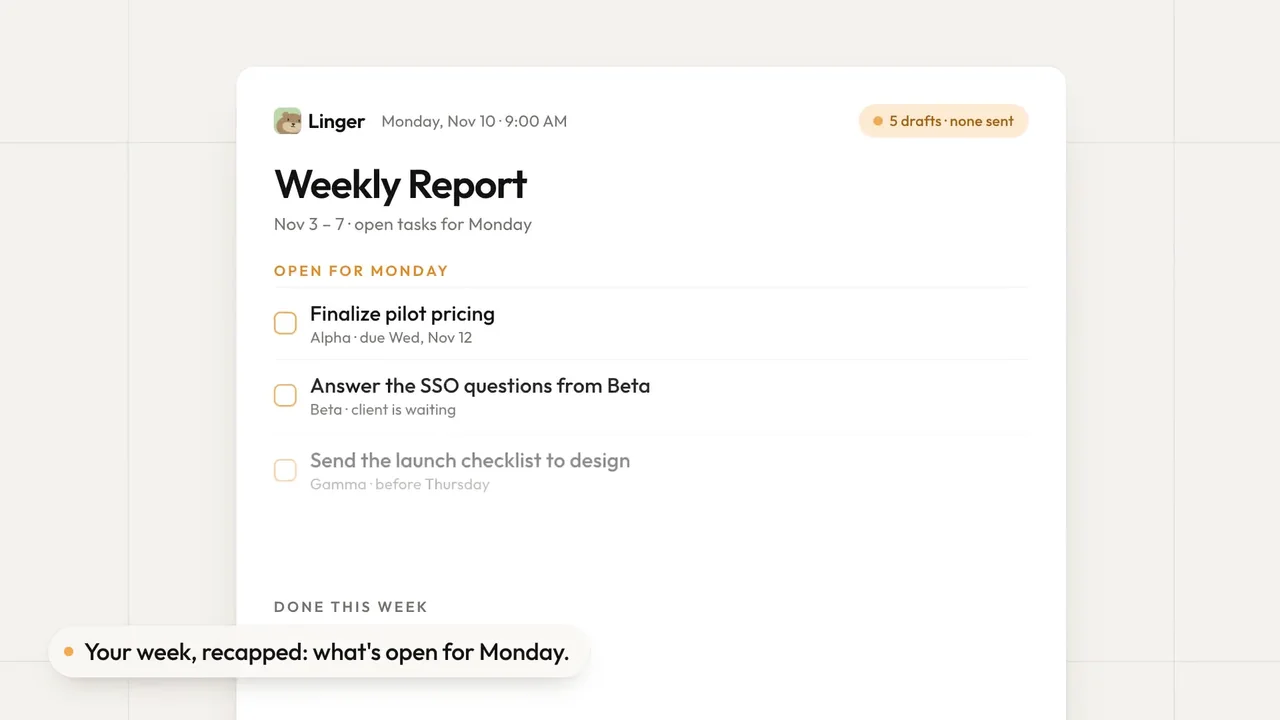 Linger Monday, Nov 10 · 9:00 AM
5 drafts · none sent
Weekly Report
Nov 3 – 7 · open tasks for Monday
OPEN FOR MONDAY
Finalize pilot pricing
Alpha · due Wed, Nov 12
Answer the SSO questions from Beta
Beta · client is waiting
Send the launch checklist to design
Gamma · before Thursday
DONE THIS WEEK
Your week, recapped: what's open for Monday.